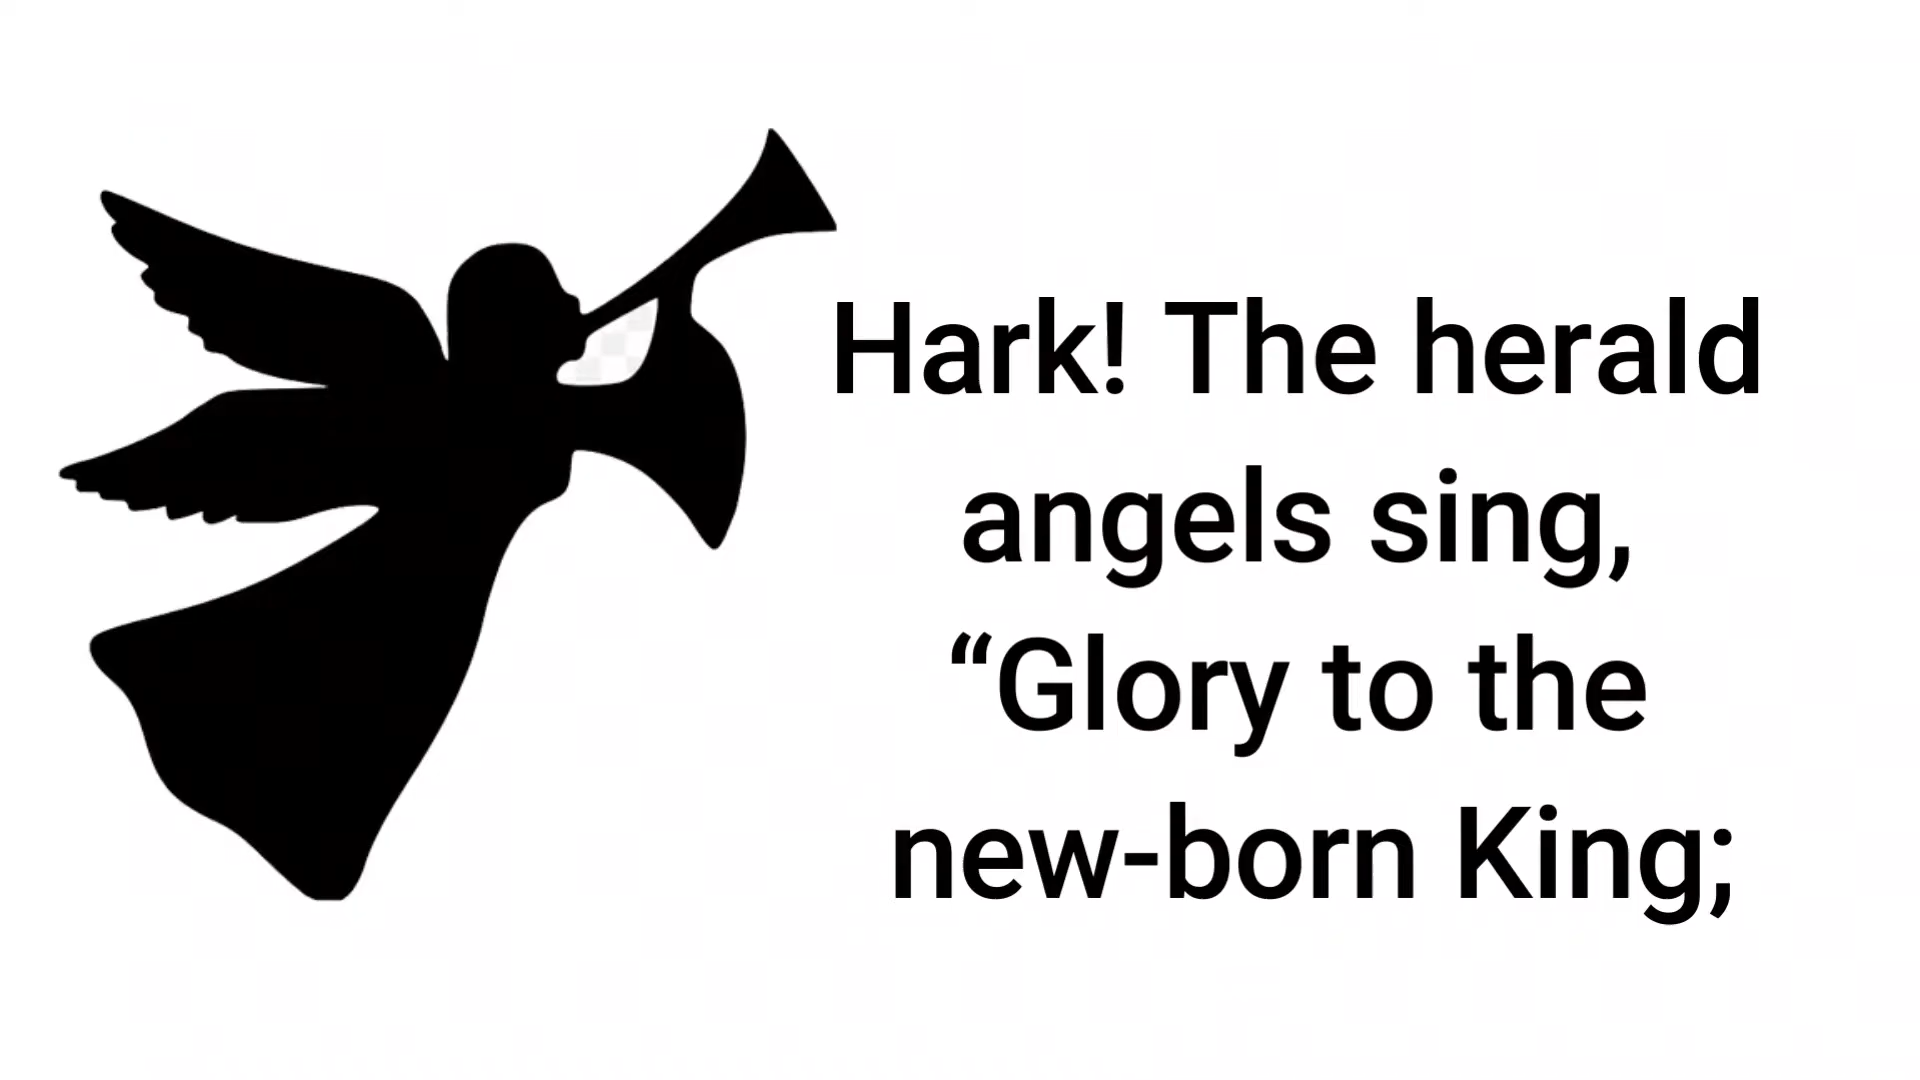 Hark! The herald
angels sing,
“Glory to the
new-born King;